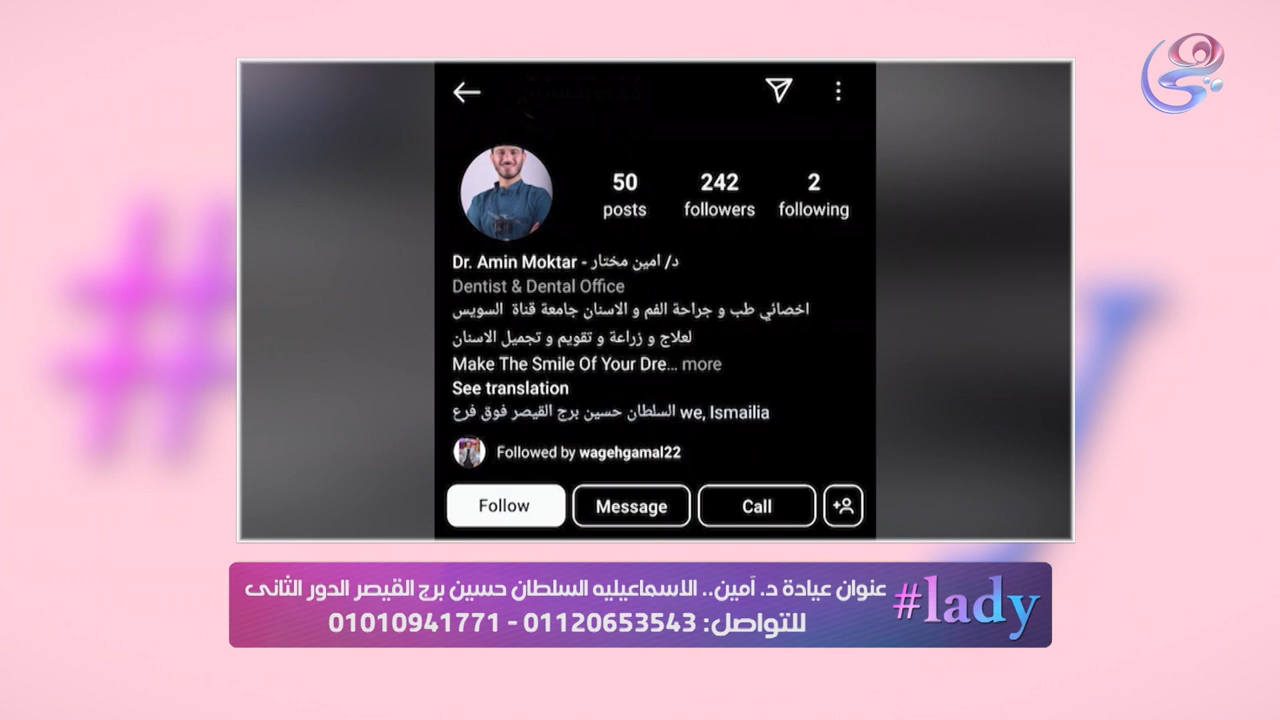 50
posts
242
followers
2
following
Dr. Amin Moktar - د/ امين مختار
Dentist & Dental Office
اخصائي طب و جراحة الفم و الاسنان جامعة قناة السويس
لعلاج و زراعة و تقويم و تجميل الاسنان
Make The Smile Of Your Dre... more
See translation
السلطان حسين برج القيصر فوق فرع we, Ismailia
Followed by wagehgamal22
Follow
Message
Call
#lady
عنوان عيادة د. آمين.. الاسماعيليه السلطان حسين برج القيصر الدور الثانى
للتواصل: 01120653543 - 01010941771